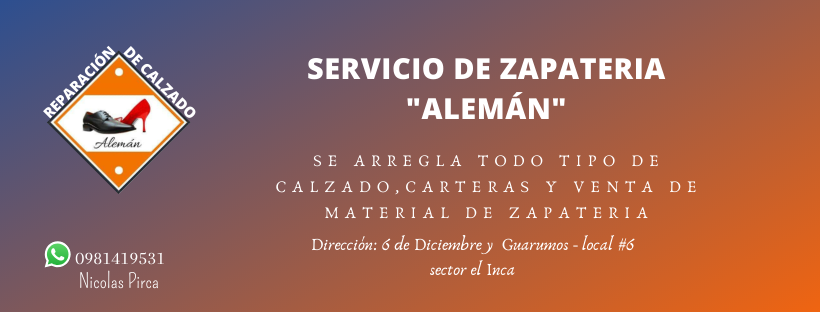 REPARACIÓN DE CALZADO
Alemán
SERVICIO DE ZAPATERIA
"ALEMÁN"
SE ARREGLA TODO TIPO DE
CALZADO,CARTERAS Y VENTA DE
MATERIAL DE ZAPATERIA
Dirección: 6 de Diciembre y Guarumos - local #6
sector el Inca
0981419531
Nicolas Pirca